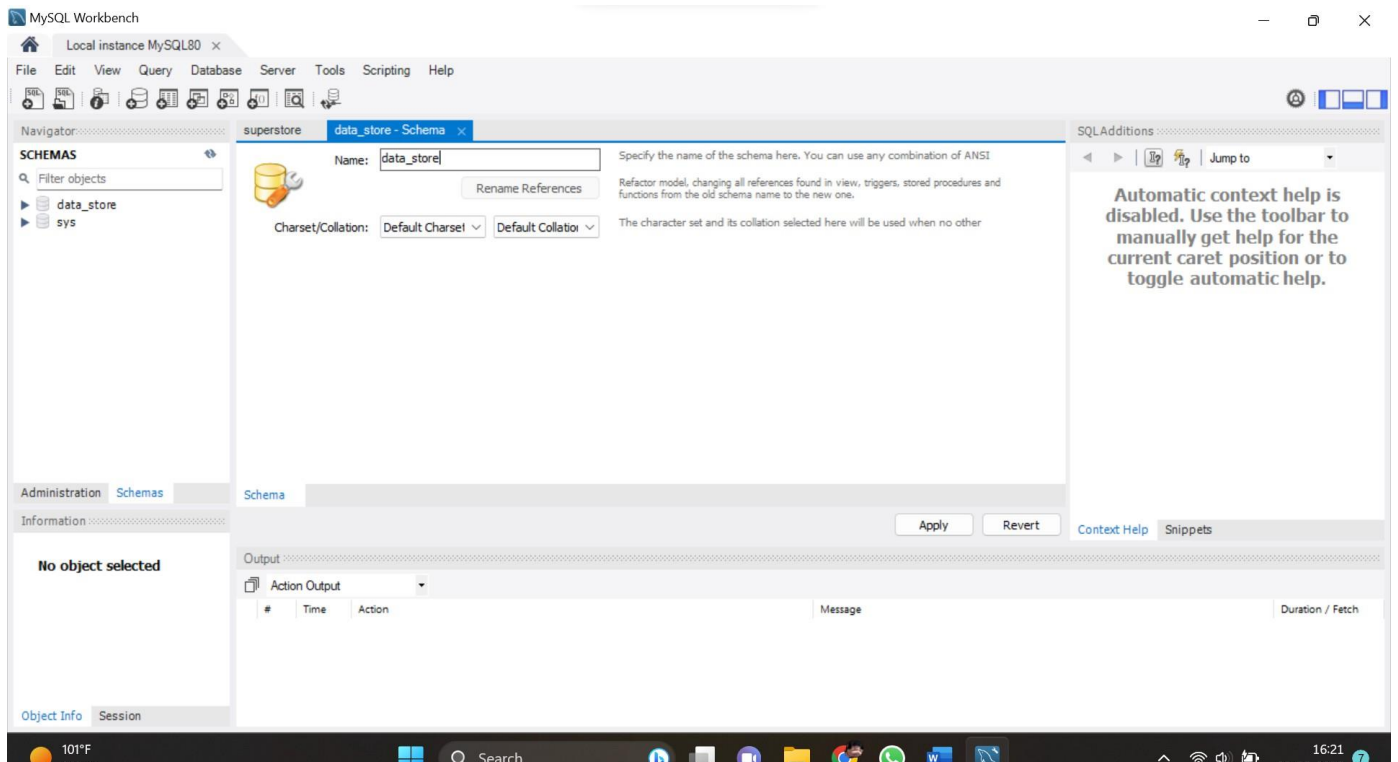 MySQL Workbench
Local instance MySQL80
File Edit View Query Database Server Tools Scripting Help
Navigator
SCHEMAS
Filter objects
data_store
sys
Administration Schemas
Information
No object selected
Object Info Session
superstore data_store - Schema
Name: data_store
Specify the name of the schema here. You can use any combination of ANSI
Rename References
Refactor model, changing all references found in view, triggers, stored procedures and
functions from the old schema name to the new one.
Charset/Collation: Default Charset Default Collation
The character set and its collation selected here will be used when no other
Schema
Apply Revert
Output
Action Output
# Time Action Message Duration / Fetch
SQLAdditions
Jump to
Automatic context help is
disabled. Use the toolbar to
manually get help for the
current caret position or to
toggle automatic help.
Context Help Snippets
101°F
Search
16:21
7